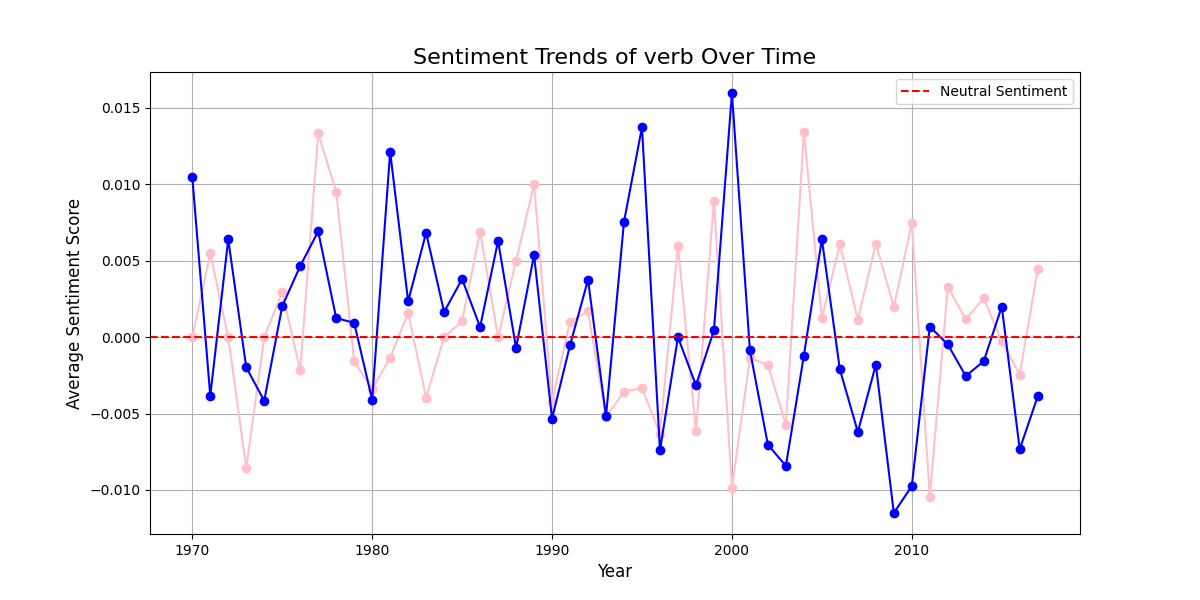 Sentiment Trends of verb Over Time
Neutral Sentiment
0.015
0.010
0.005
0.000
−0.005
−0.010
Average Sentiment Score
1970 1980 1990 2000 2010
Year